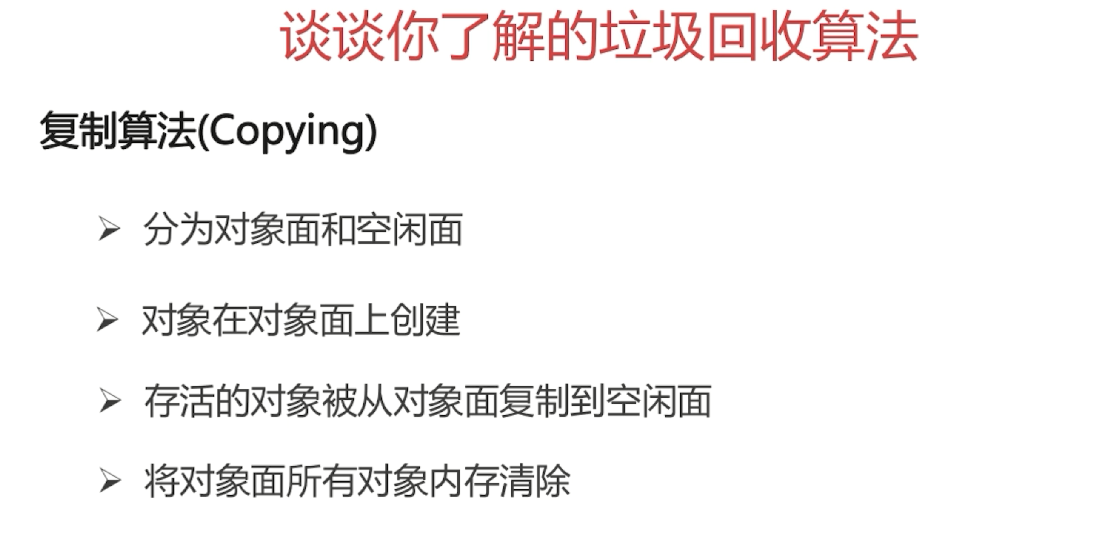 谈谈你了解的垃圾回收算法
复制算法(Copying)
➢ 分为对象面和空闲面
➢ 对象在对象面上创建
➢ 存活的对象被从对象面复制到空闲面
➢ 将对象面所有对象内存清除